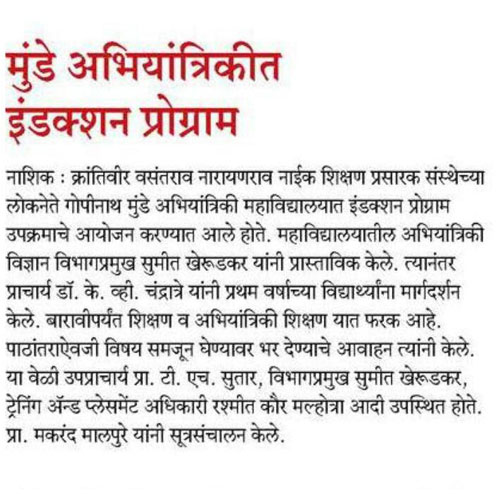 मुंडे अभियांत्रिकीत
इंडक्शन प्रोग्राम
नाशिक : क्रांतिवीर वसंतराव नारायणराव नाईक शिक्षण प्रसारक संस्थेच्या
लोकनेते गोपीनाथ मुंडे अभियांत्रिकी महाविद्यालयात इंडक्शन प्रोग्राम
उपक्रमाचे आयोजन करण्यात आले होते. महाविद्यालयातील अभियांत्रिकी
विज्ञान विभागप्रमुख सुमीत खेरूडकर यांनी प्रास्ताविक केले. त्यानंतर
प्राचार्य डॉ. के. व्ही. चंद्रात्रे यांनी प्रथम वर्षाच्या विद्यार्थ्यांना मार्गदर्शन
केले. बारावीपर्यंत शिक्षण व अभियांत्रिकी शिक्षण यात फरक आहे.
पाठांतराऐवजी विषय समजून घेण्यावर भर देण्याचे आवाहन त्यांनी केले.
या वेळी उपप्राचार्य प्रा. टी. एच. सुतार, विभागप्रमुख सुमीत खेरूडकर,
ट्रेनिंग ॲन्ड प्लेसमेंट अधिकारी रश्मीत कौर मल्होत्रा आदी उपस्थित होते.
प्रा. मकरंद मालपुरे यांनी सूत्रसंचालन केले.